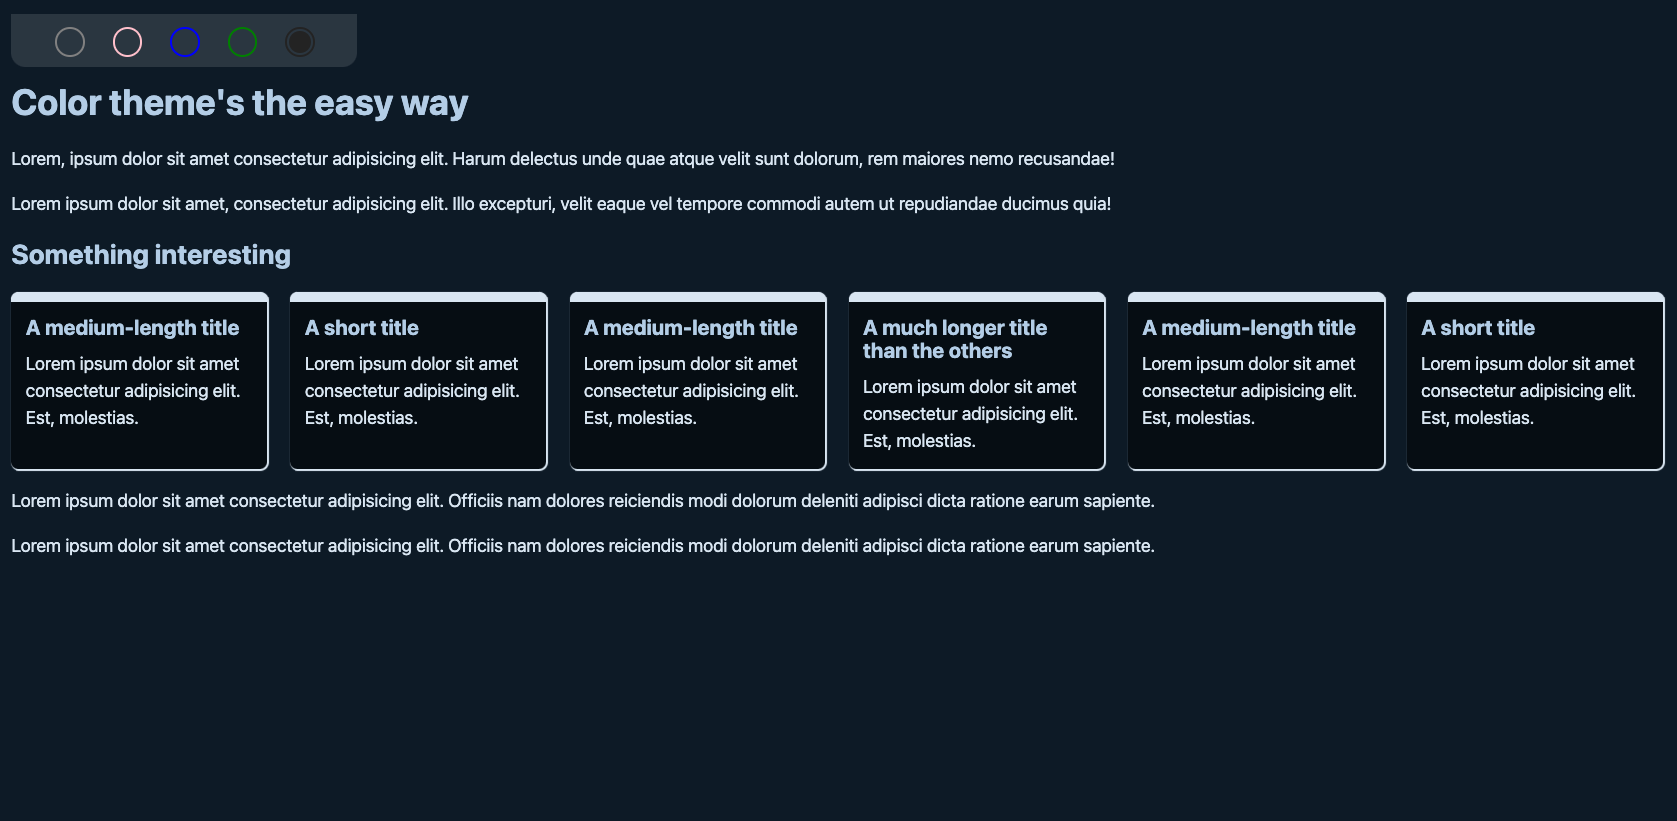 Color theme's the easy way
Lorem, ipsum dolor sit amet consectetur adipisicing elit. Harum delectus unde quae atque velit sunt dolorum, rem maiores nemo recusandae!
Lorem ipsum dolor sit amet, consectetur adipisicing elit. Illo excepturi, velit eaque vel tempore commodi autem ut repudiandae ducimus quia!
Something interesting
A medium-length title
Lorem ipsum dolor sit amet
consectetur adipisicing elit.
Est, molestias.
A short title
Lorem ipsum dolor sit amet
consectetur adipisicing elit.
Est, molestias.
A medium-length title
Lorem ipsum dolor sit amet
consectetur adipisicing elit.
Est, molestias.
A much longer title
than the others
Lorem ipsum dolor sit amet
consectetur adipisicing elit.
Est, molestias.
A medium-length title
Lorem ipsum dolor sit amet
consectetur adipisicing elit.
Est, molestias.
A short title
Lorem ipsum dolor sit amet
consectetur adipisicing elit.
Est, molestias.
Lorem ipsum dolor sit amet consectetur adipisicing elit. Officiis nam dolores reiciendis modi dolorum deleniti adipisci dicta ratione earum sapiente.
Lorem ipsum dolor sit amet consectetur adipisicing elit. Officiis nam dolores reiciendis modi dolorum deleniti adipisci dicta ratione earum sapiente.